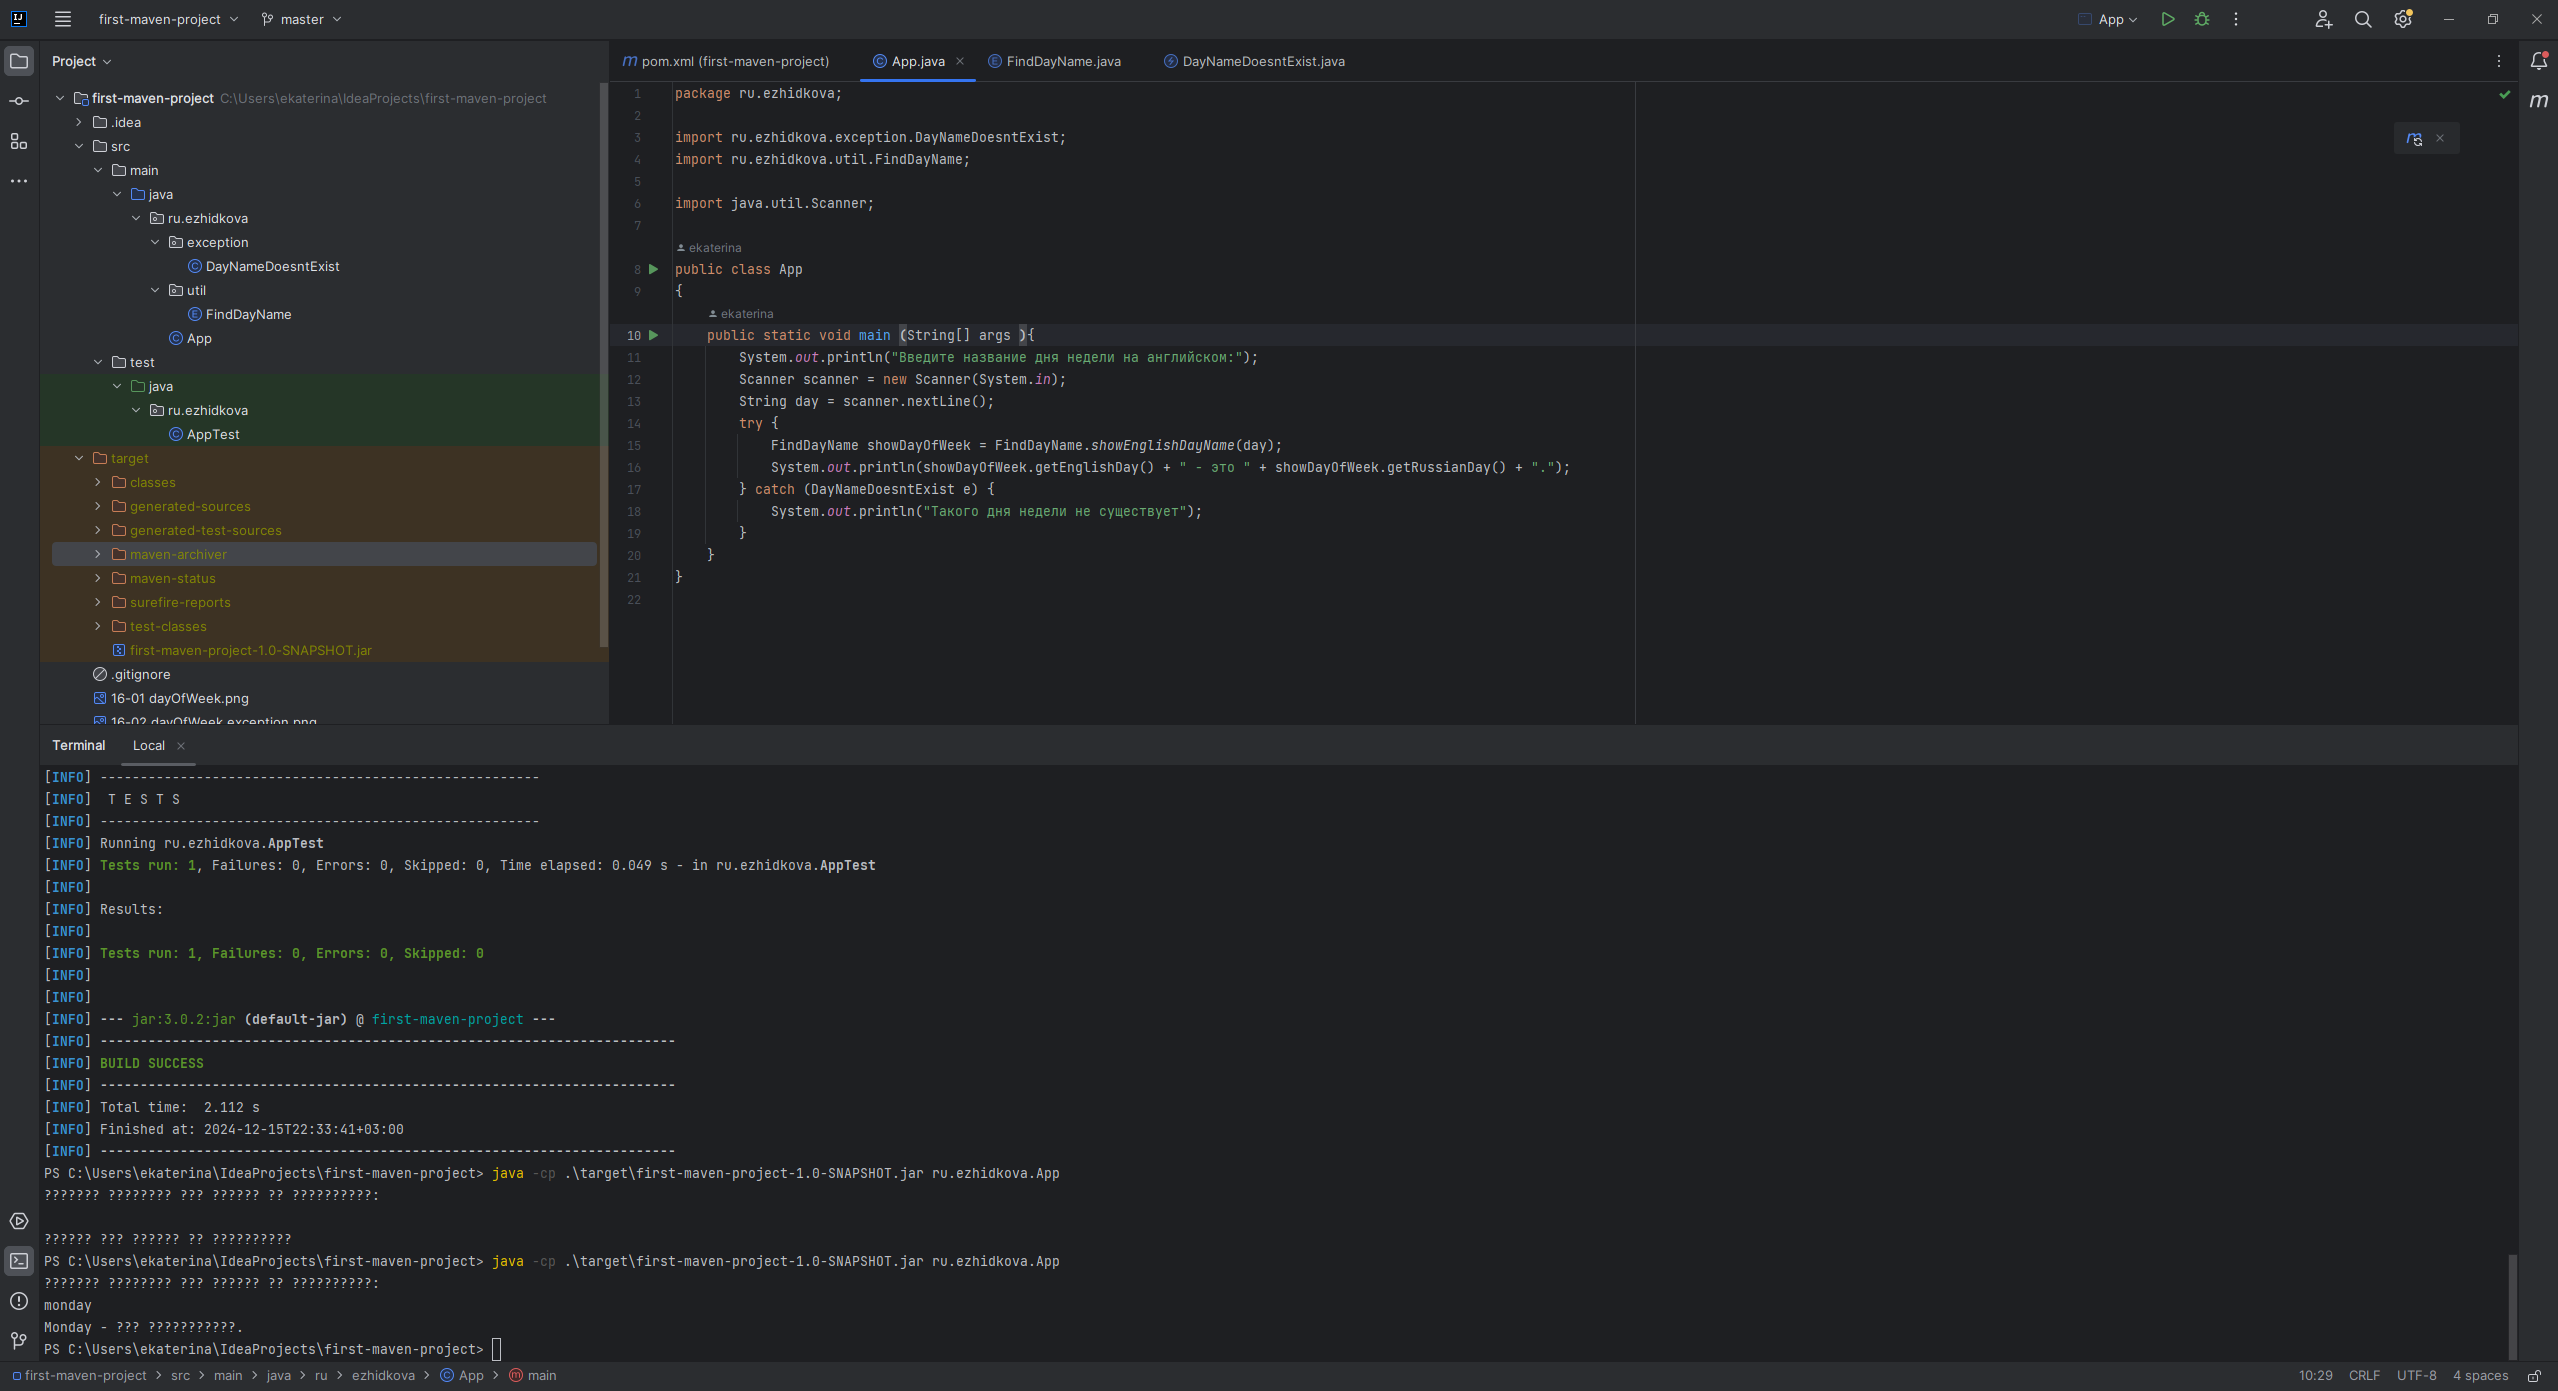 first-maven-project
master
App
Project
first-maven-project C:\Users\ekaterina\IdeaProjects\first-maven-project
.idea
src
main
java
ru.ezhidkova
exception
DayNameDoesntExist
util
FindDayName
App
test
java
ru.ezhidkova
AppTest
target
classes
generated-sources
generated-test-sources
maven-archiver
maven-status
surefire-reports
test-classes
first-maven-project-1.0-SNAPSHOT.jar
.gitignore
16-01 dayOfWeek.png
16-02 dayOfWeek exception.png
pom.xml (first-maven-project)
App.java
FindDayName.java
DayNameDoesntExist.java
1 package ru.ezhidkova;
2
3 import ru.ezhidkova.exception.DayNameDoesntExist;
4 import ru.ezhidkova.util.FindDayName;
5
6 import java.util.Scanner;
7
ekaterina
8 public class App
9 {
ekaterina
10 public static void main (String[] args ){
11 System.out.println("Введите название дня недели на английском:");
12 Scanner scanner = new Scanner(System.in);
13 String day = scanner.nextLine();
14 try {
15 FindDayName showDayOfWeek = FindDayName.showEnglishDayName(day);
16 System.out.println(showDayOfWeek.getEnglishDay() + " - это " + showDayOfWeek.getRussianDay() + ".");
17 } catch (DayNameDoesntExist e) {
18 System.out.println("Такого дня недели не существует");
19 }
20 }
21 }
22
Terminal
Local
[INFO] -------------------------------------------------------
[INFO]  T E S T S
[INFO] -------------------------------------------------------
[INFO] Running ru.ezhidkova.AppTest
[INFO] Tests run: 1, Failures: 0, Errors: 0, Skipped: 0, Time elapsed: 0.049 s - in ru.ezhidkova.AppTest
[INFO]
[INFO] Results:
[INFO]
[INFO] Tests run: 1, Failures: 0, Errors: 0, Skipped: 0
[INFO]
[INFO]
[INFO] --- jar:3.0.2:jar (default-jar) @ first-maven-project ---
[INFO] ------------------------------------------------------------------------
[INFO] BUILD SUCCESS
[INFO] ------------------------------------------------------------------------
[INFO] Total time:  2.112 s
[INFO] Finished at: 2024-12-15T22:33:41+03:00
[INFO] ------------------------------------------------------------------------
PS C:\Users\ekaterina\IdeaProjects\first-maven-project> java -cp .\target\first-maven-project-1.0-SNAPSHOT.jar ru.ezhidkova.App
??????? ???????? ??? ?????? ?? ??????????:
?????? ??? ?????? ?? ??????????
PS C:\Users\ekaterina\IdeaProjects\first-maven-project> java -cp .\target\first-maven-project-1.0-SNAPSHOT.jar ru.ezhidkova.App
??????? ???????? ??? ?????? ?? ??????????:
monday
Monday - ??? ???????????.
PS C:\Users\ekaterina\IdeaProjects\first-maven-project>
first-maven-project > src > main > java > ru > ezhidkova > App > main
10:29 CRLF UTF-8 4 spaces